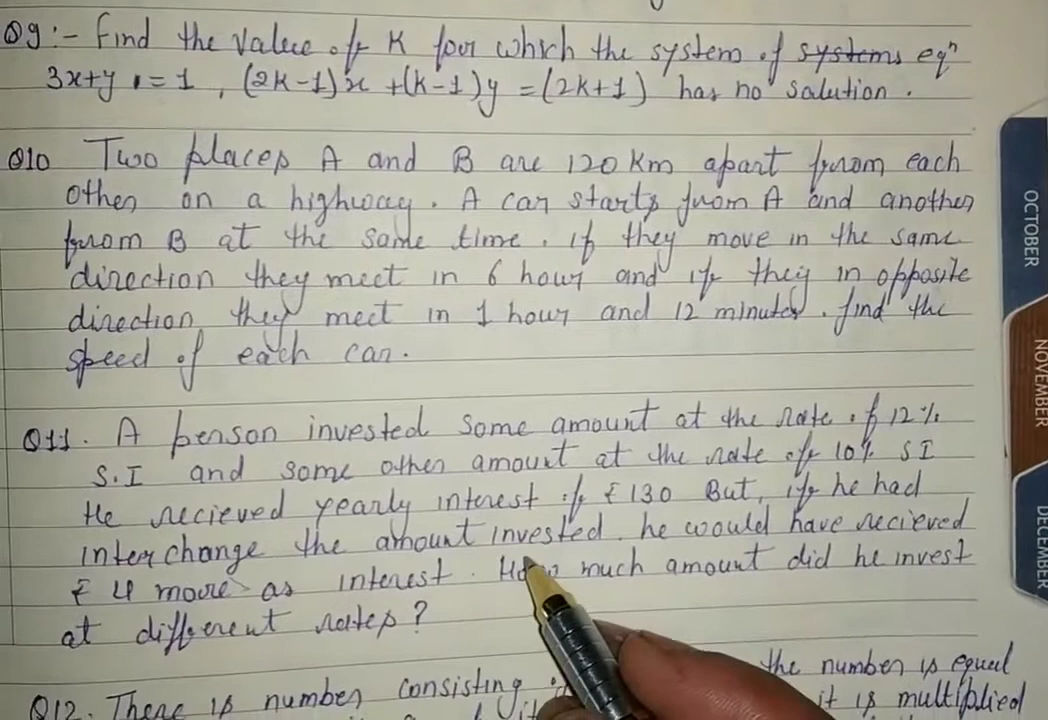 Q9:- Find the value of K four which the system of systems eqⁿ
3x+y = 1 , (2k-1)x +(k-1)y =(2k+1) has no solution .
Q10 Two places A and B are 120 Km apart from each
other on a highway . A car starts from A and another
from B at the same time . if they move in the same
direction they meet in 6 hour and if they in opposite
direction they meet in 1 hour and 12 minutes . find the
speed of each car .
Q11 . A person invested some amount at the rate of 12%
S.I and some other amount at the rate of 10% SI
He recieved yearly interest of ₹130 But, if he had
interchange the amount invested he would have recieved
₹ 4 more as interest . How much amount did he invest
at different rates ?
Q12. There is number consisting the number is equal
it is multiplied
OCTOBER
NOVEMBER
DECEMBER